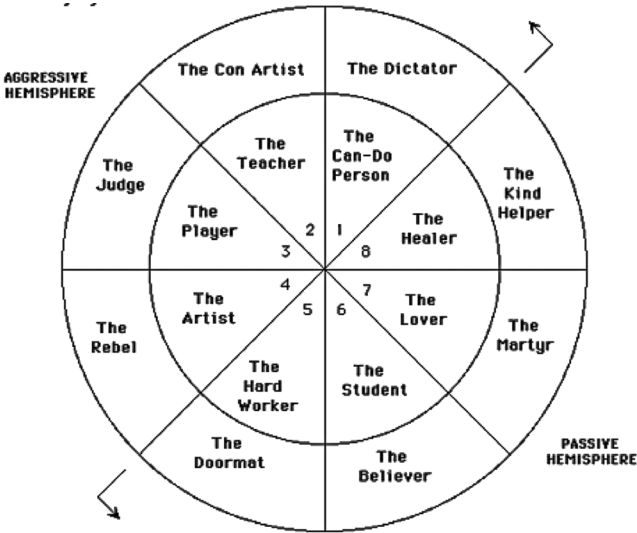 The Con Artist
The Dictator
AGGRESSIVE
HEMISPHERE
The
Teacher
The
Can-Do
Person
The
Judge
The
Kind
Helper
The
Player
The
Healer
2
1
3
8
4
7
5
6
The
Artist
The
Lover
The
Rebel
The
Martyr
The
Hard
Worker
The
Student
The
Doormat
The
Believer
PASSIVE
HEMISPHERE